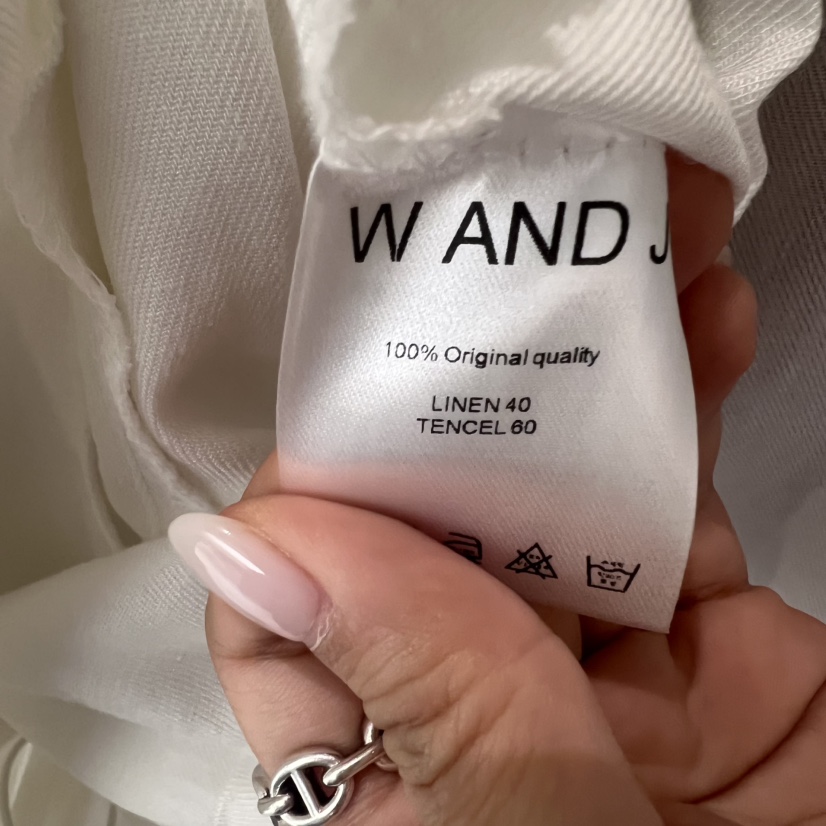 W AND J
100% Original quality
LINEN 40
TENCEL 60